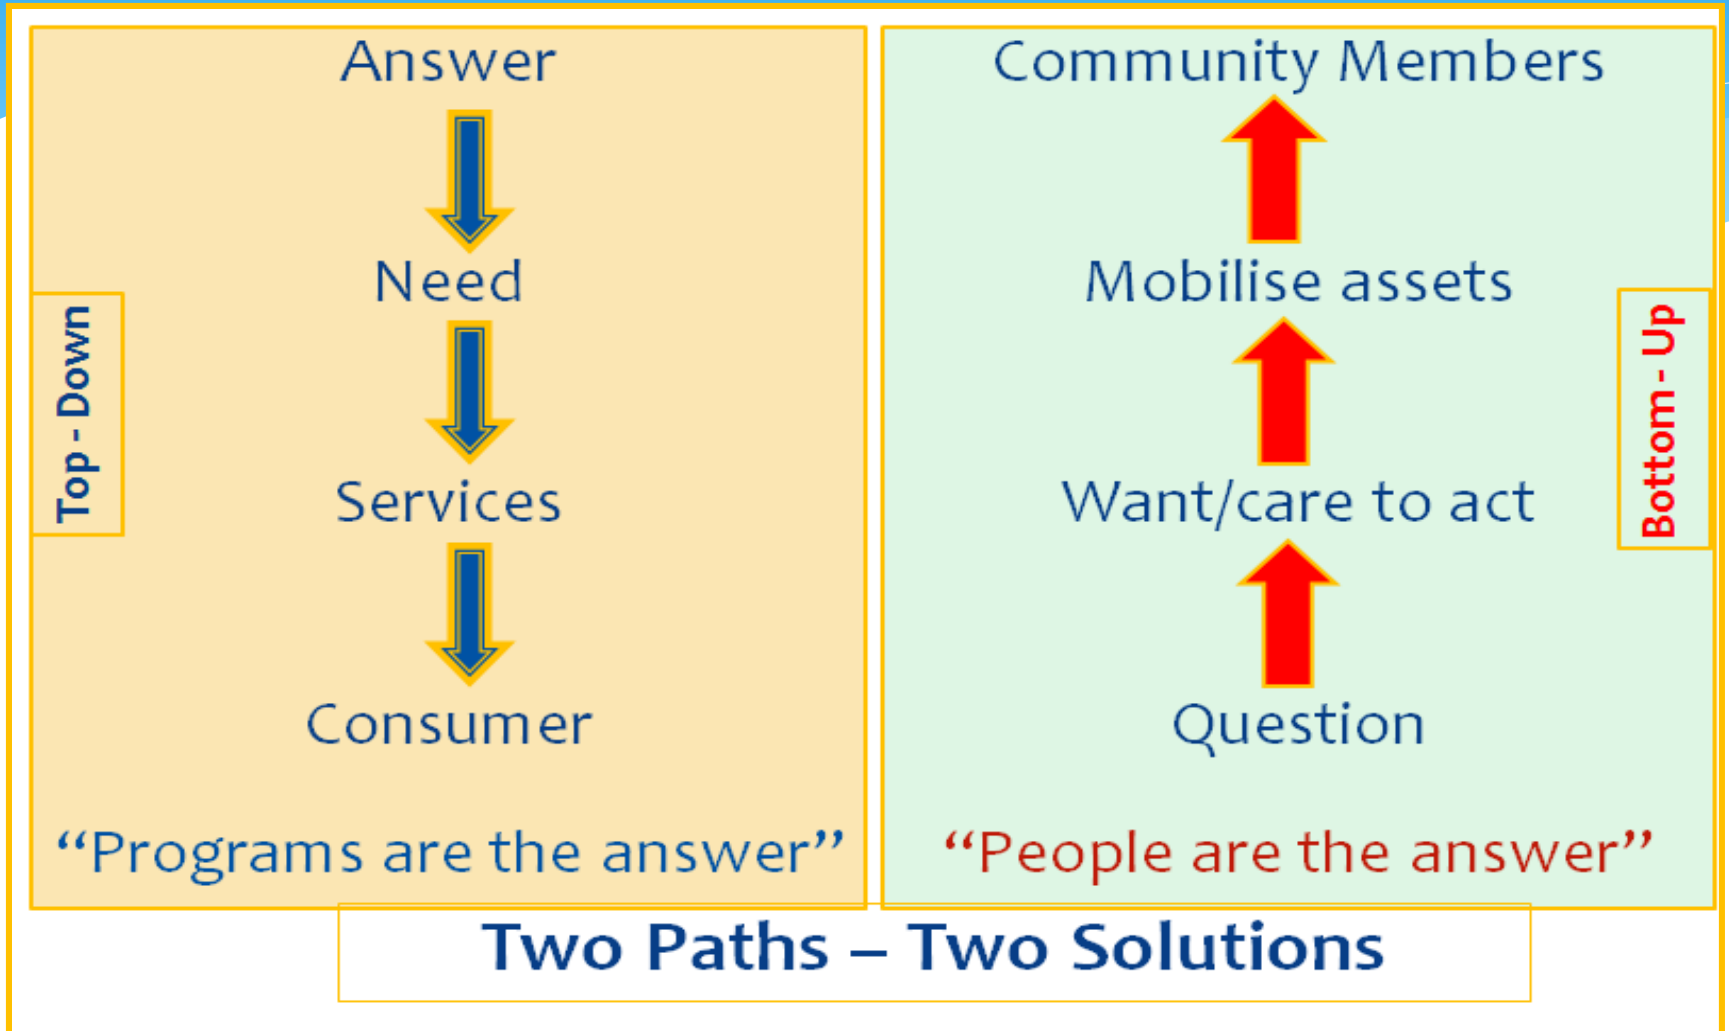 Answer
Need
Services
Consumer
Top - Down
“Programs are the answer”
Community Members
Mobilise assets
Want/care to act
Question
Bottom - Up
“People are the answer”
Two Paths – Two Solutions